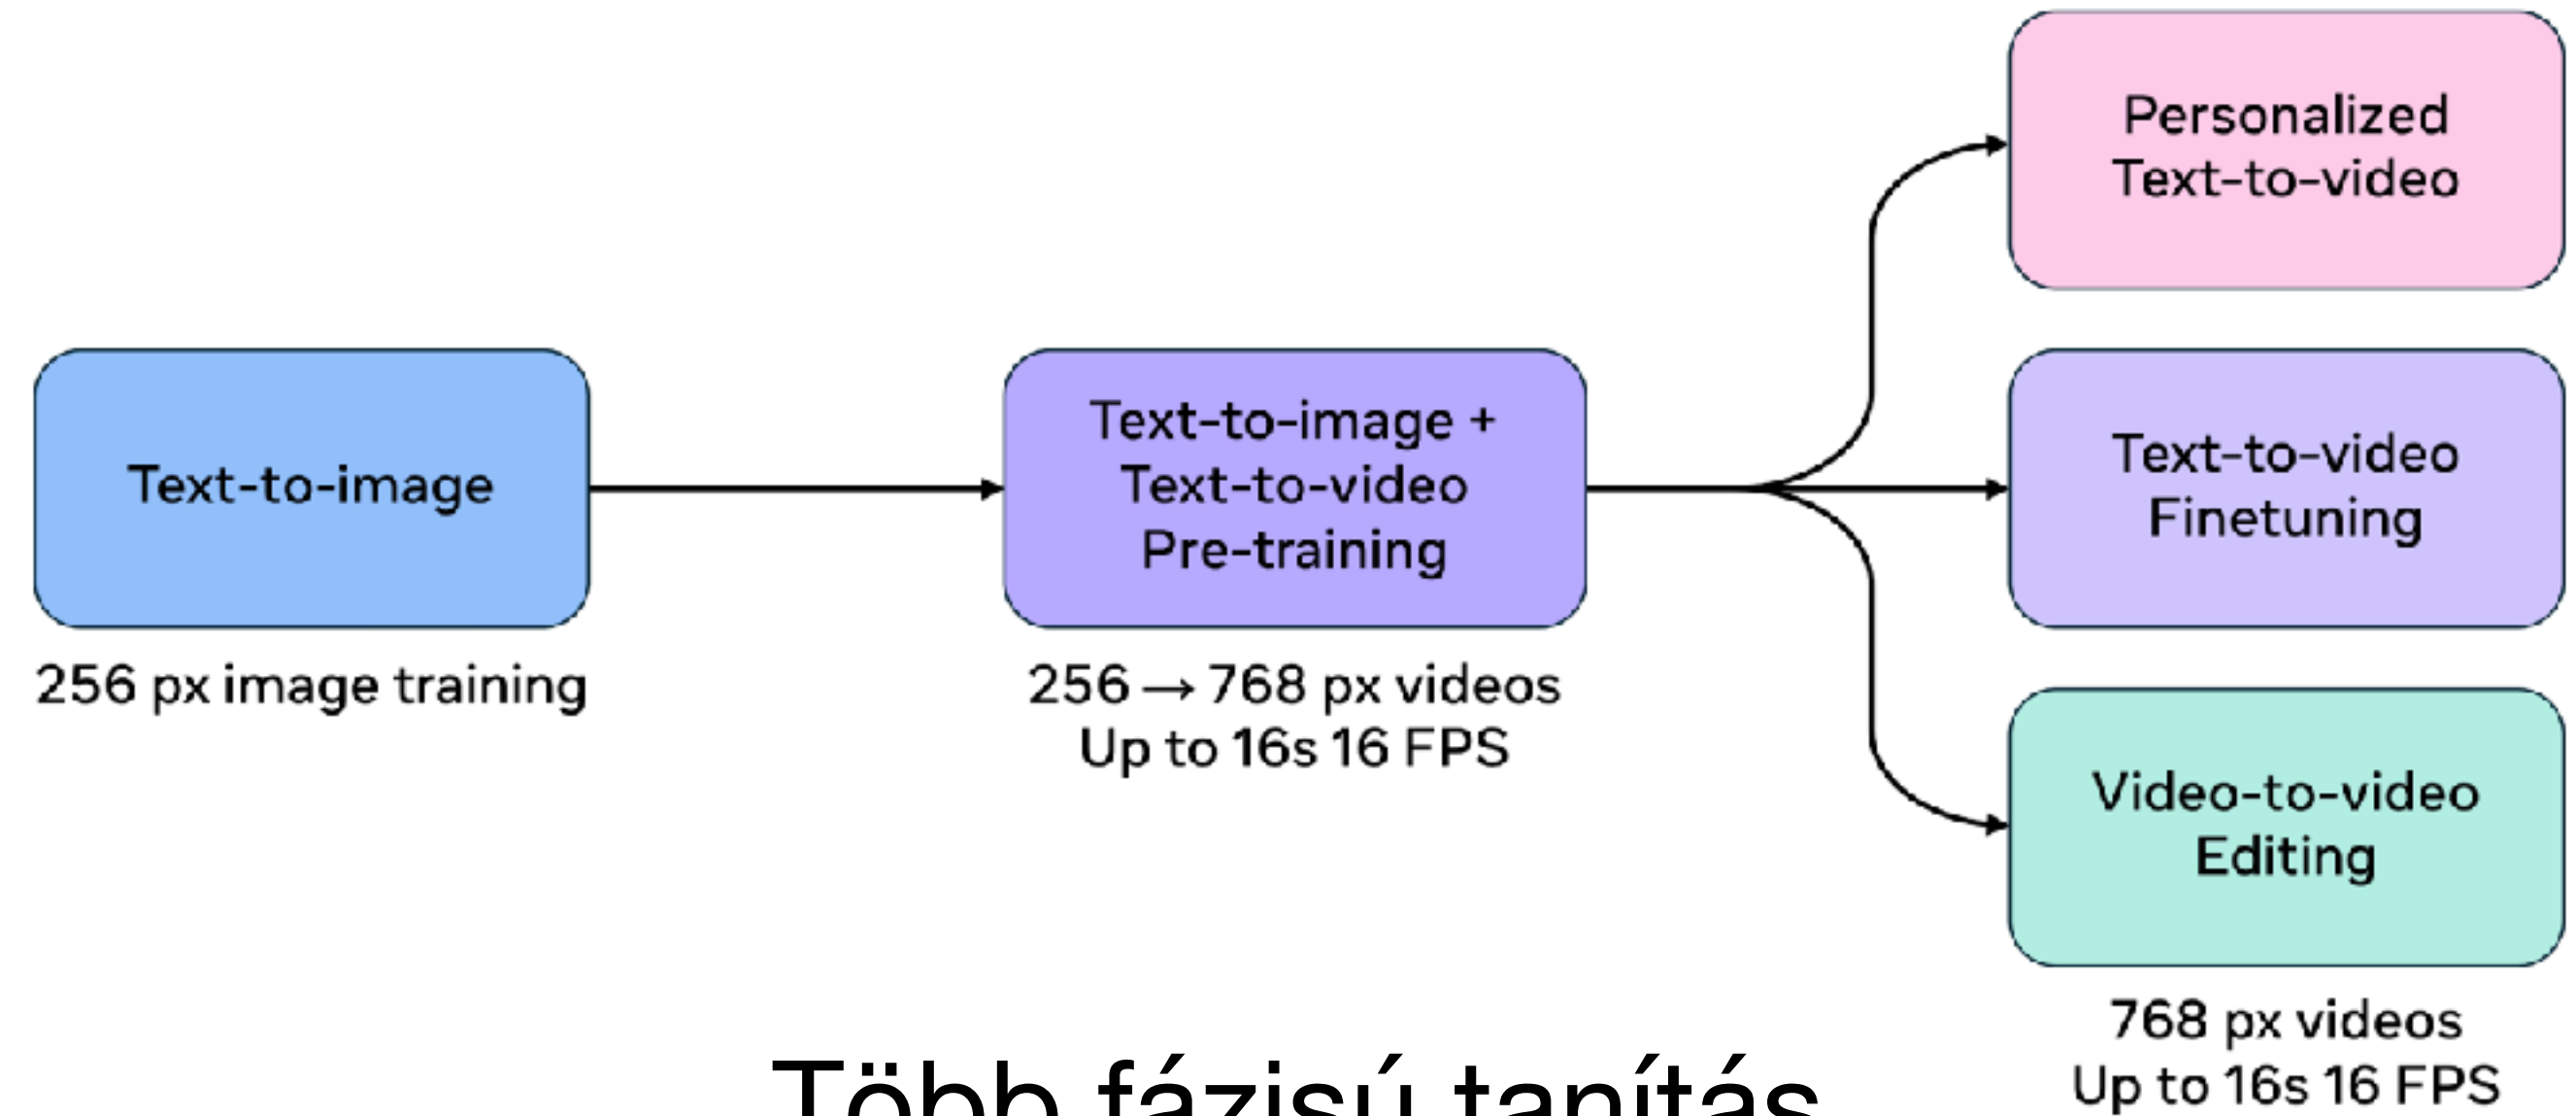 Personalized
Text-to-video
Text-to-image
256 px image training
Text-to-image +
Text-to-video
Pre-training
256 → 768 px videos
Up to 16s 16 FPS
Text-to-video
Finetuning
Video-to-video
Editing
768 px videos
Up to 16s 16 FPS
Több fázisú tanítás